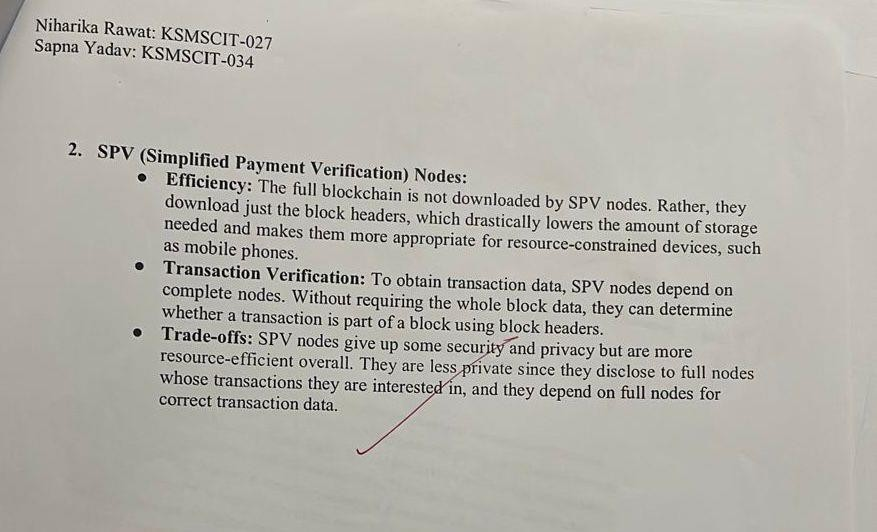 Niharika Rawat: KSMSCIT-027
Sapna Yadav: KSMSCIT-034
2. SPV (Simplified Payment Verification) Nodes:
• Efficiency: The full blockchain is not downloaded by SPV nodes. Rather, they
download just the block headers, which drastically lowers the amount of storage
needed and makes them more appropriate for resource-constrained devices, such
as mobile phones.
• Transaction Verification: To obtain transaction data, SPV nodes depend on
complete nodes. Without requiring the whole block data, they can determine
whether a transaction is part of a block using block headers.
• Trade-offs: SPV nodes give up some security and privacy but are more
resource-efficient overall. They are less private since they disclose to full nodes
whose transactions they are interested in, and they depend on full nodes for
correct transaction data.